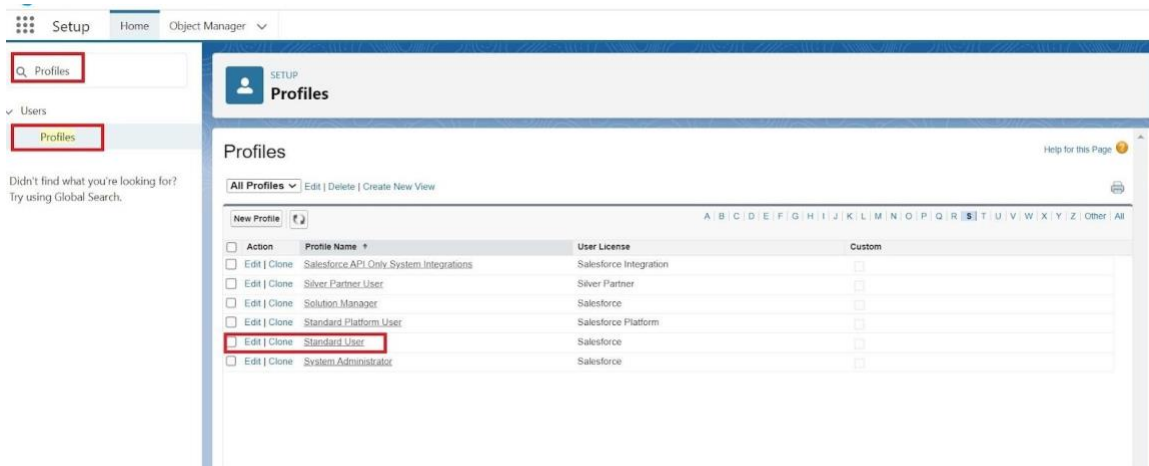 Setup Home Object Manager
Profiles
Users
Profiles
Didn't find what you're looking for?
Try using Global Search.
SETUP
Profiles
Profiles
Help for this Page
All Profiles Edit | Delete | Create New View
New Profile A | B | C | D | E | F | G | H | I | J | K | L | M | N | O | P | Q | R | S | T | U | V | W | X | Y | Z | Other | All
Action Profile Name User License Custom
Edit | Clone Salesforce API Only System Integrations Salesforce Integration
Edit | Clone Silver Partner User Silver Partner
Edit | Clone Solution Manager Salesforce
Edit | Clone Standard Platform User Salesforce Platform
Edit | Clone Standard User Salesforce
Edit | Clone System Administrator Salesforce